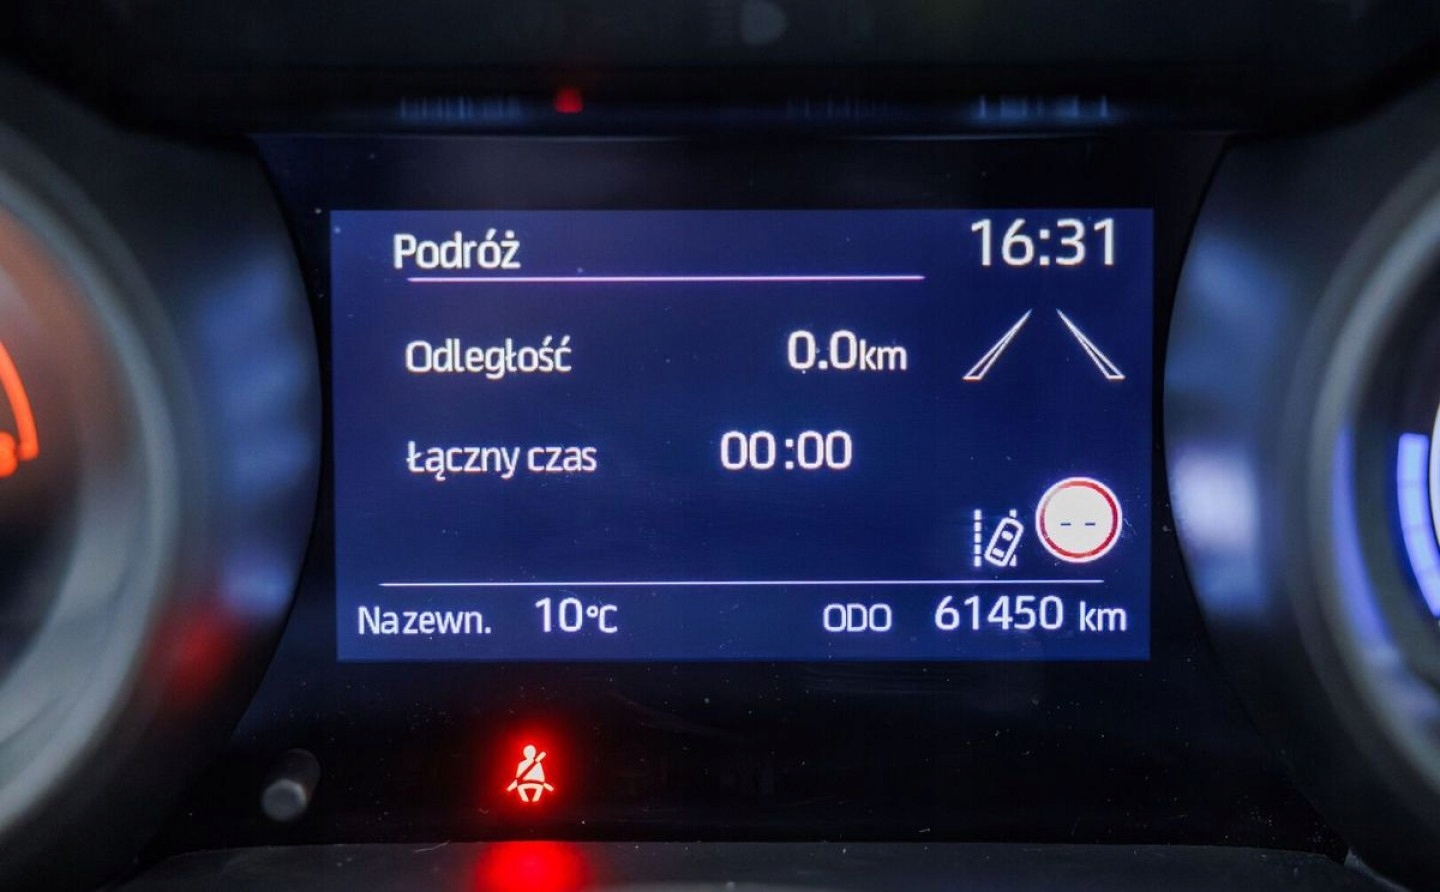 Podróż 16:31
Odległość 0.0km
Łączny czas 00:00
--
Nazewn. 10°C ODO 61450 km